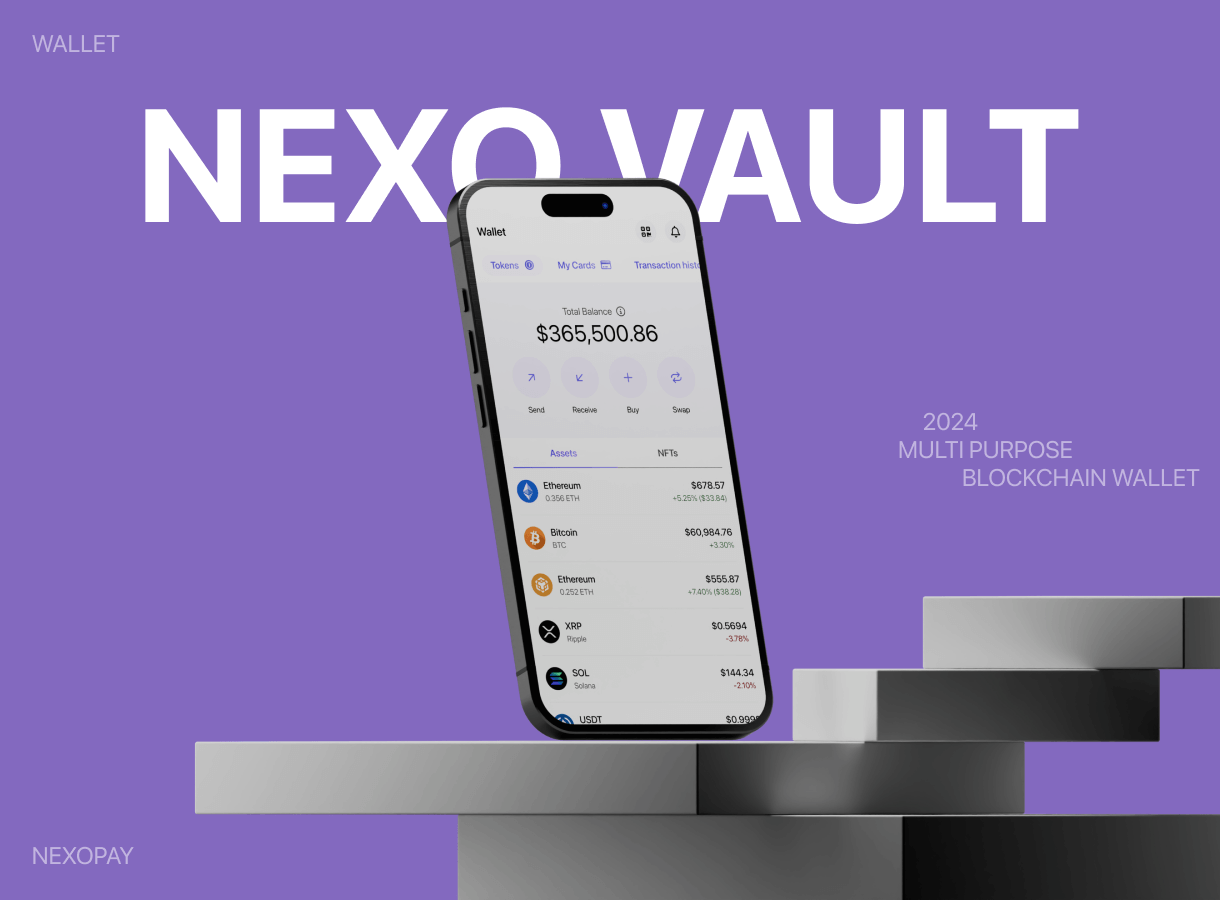 WALLET
NEXO VAULT
Wallet
Tokens
My Cards
Transaction histo
Total Balance
$365,500.86
Send
Receive
Buy
Swap
Assets
NFTs
Ethereum
$678.57
0.356 ETH
+5.25% ($33.84)
Bitcoin
$60,984.76
BTC
+3.30%
Ethereum
$555.87
0.252 ETH
+7.40% ($38.28)
XRP
$0.5694
Ripple
-3.78%
SOL
$144.34
Solana
-2.10%
USDT
$0.9999
2024
MULTI PURPOSE
BLOCKCHAIN WALLET
NEXOPAY